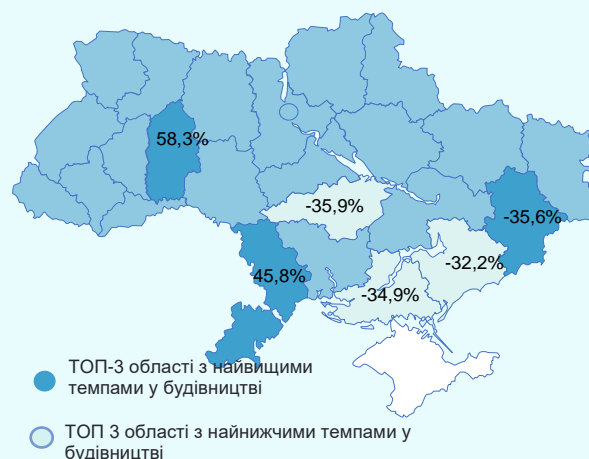 58,3%
-35,9%
-35,6%
-32,2%
45,8%
-34,9%
ТОП-3 області з найвищими
темпами у будівництві
ТОП 3 області з найнижчими темпами у
будівництві